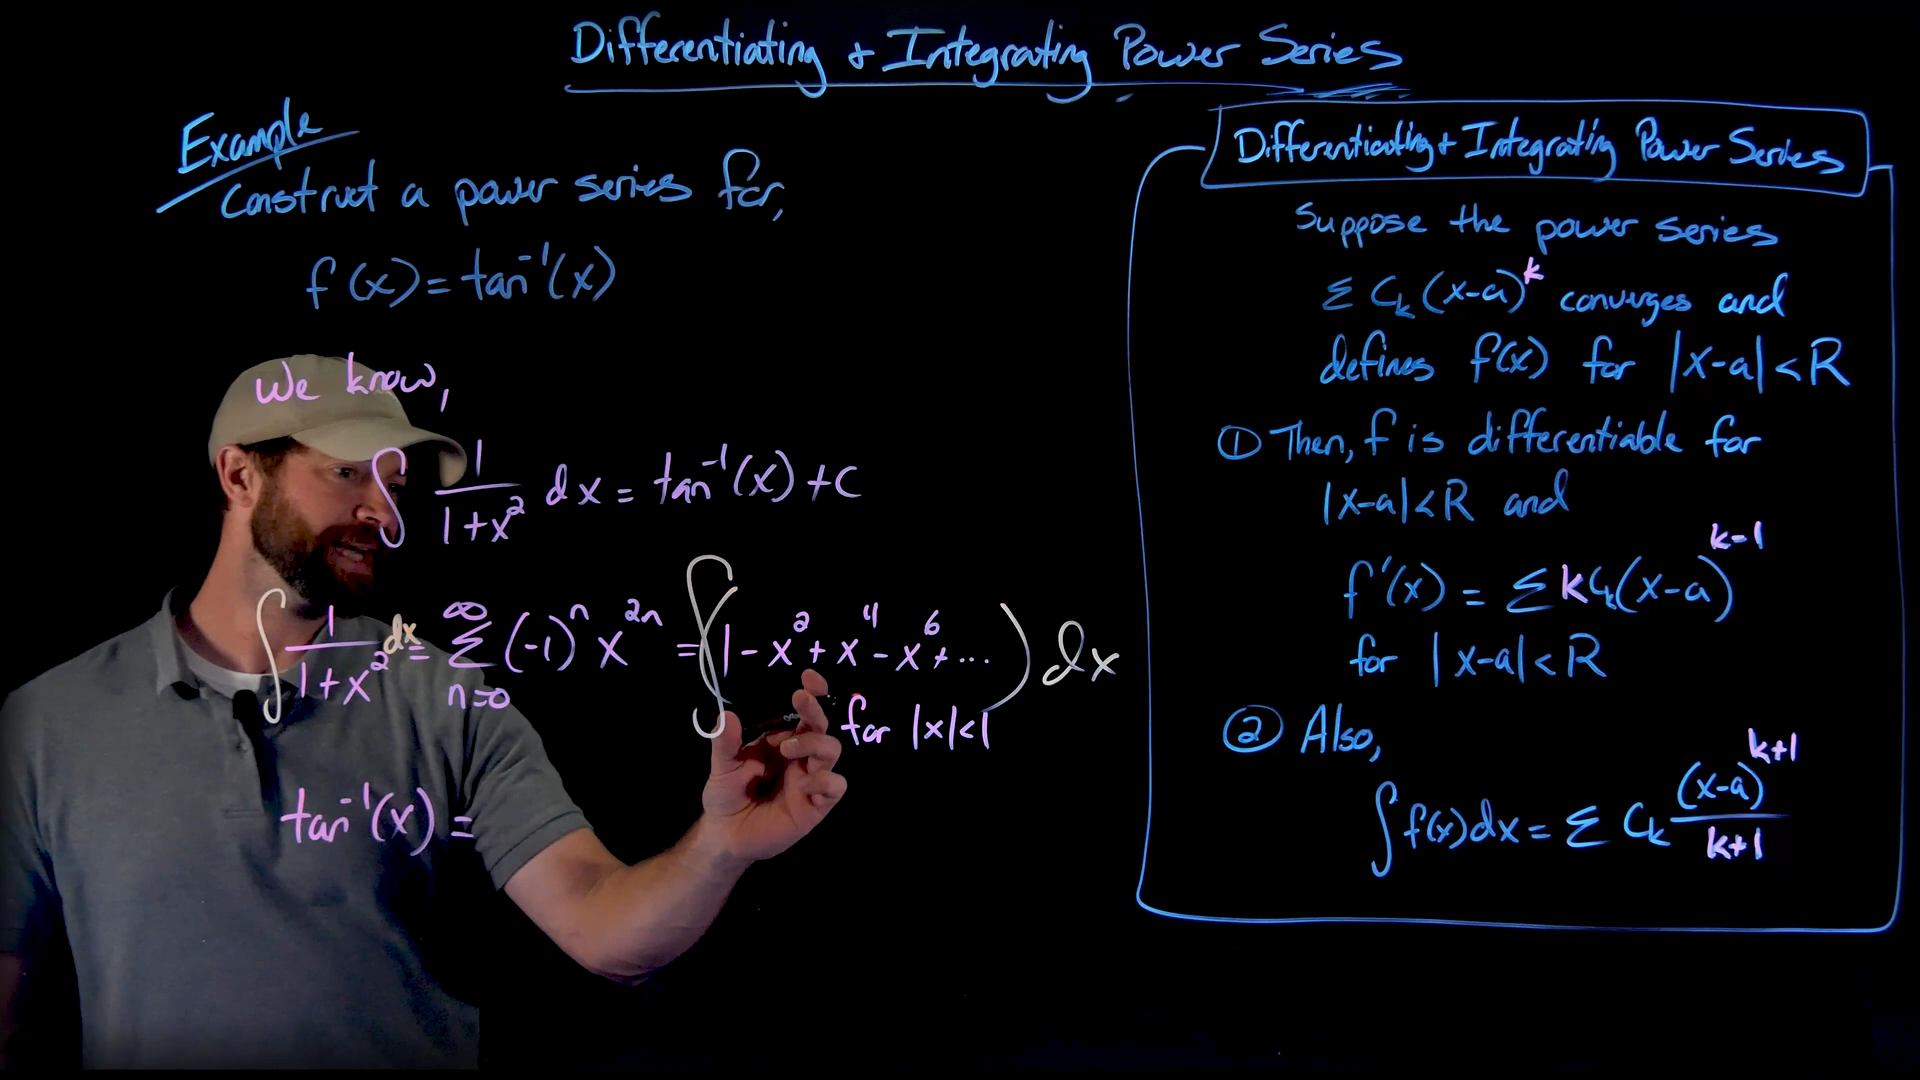 Differentiating + Integrating Power Series
Example
Construct a power series for,
f(x) = tan⁻¹(x)
We know,
∫ 1/(1+x²) dx = tan⁻¹(x) + C
∫ 1/(1+x²) dx = ∞ Σ n=0 (-1)ⁿ x²ⁿ = ∫(1 - x² + x⁴ - x⁶ + ...) dx
for |x|<1
tan⁻¹(x) =
Differentiating + Integrating Power Series
Suppose the power series
Σ Cₖ (x-a)ᵏ converges and
defines f(x) for |x-a| < R
① Then, f is differentiable for
|x-a| < R and
f'(x) = Σ kCₖ(x-a)ᵏ⁻¹
for |x-a| < R
② Also,
∫ f(x)dx = Σ Cₖ (x-a)ᵏ⁺¹/(k+1)